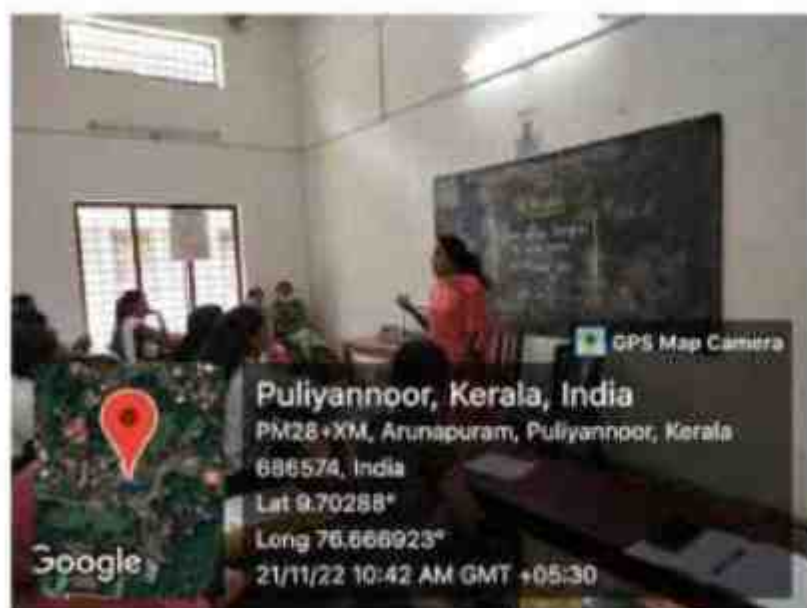 GPS Map Camera
Puliyannoor, Kerala, India
PM28+XM, Arunapuram, Puliyannoor, Kerala
686574, India
Lat 9.70288°
Long 76.666923°
21/11/22 10:42 AM GMT +05:30
Google